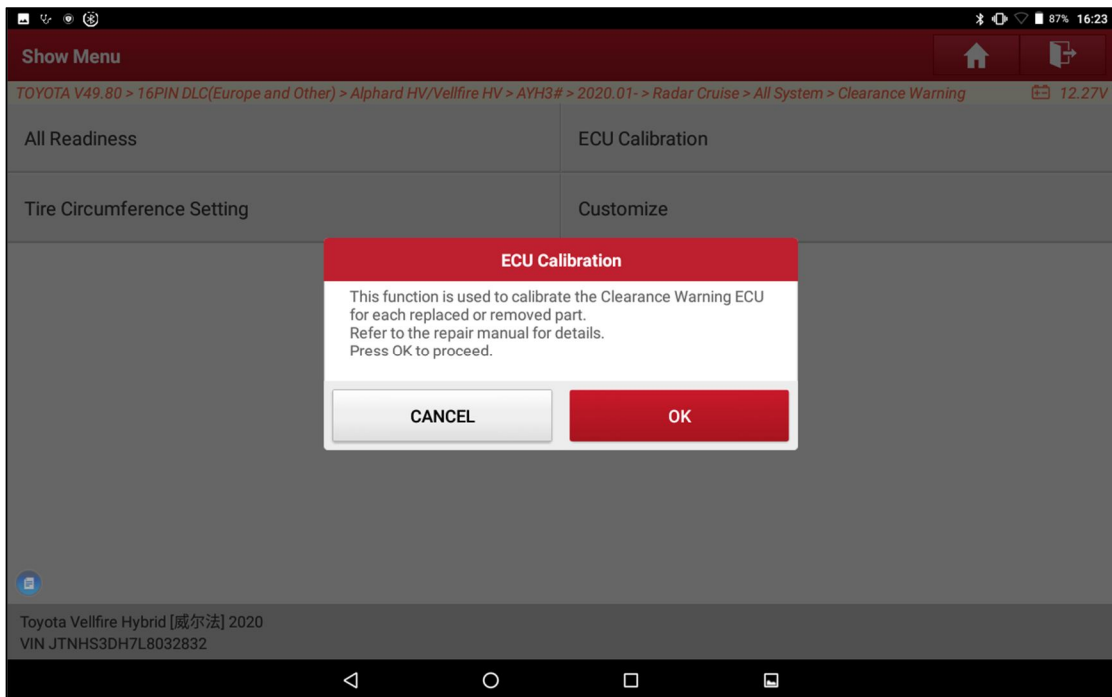 87% 16:23
Show Menu
TOYOTA V49.80 > 16PIN DLC(Europe and Other) > Alphard HV/Vellfire HV > AYH3# > 2020.01- > Radar Cruise > All System > Clearance Warning 12.27V
All Readiness ECU Calibration
Tire Circumference Setting Customize
ECU Calibration
This function is used to calibrate the Clearance Warning ECU
for each replaced or removed part.
Refer to the repair manual for details.
Press OK to proceed.
CANCEL OK
Toyota Vellfire Hybrid [威尔法] 2020
VIN JTNHS3DH7L8032832